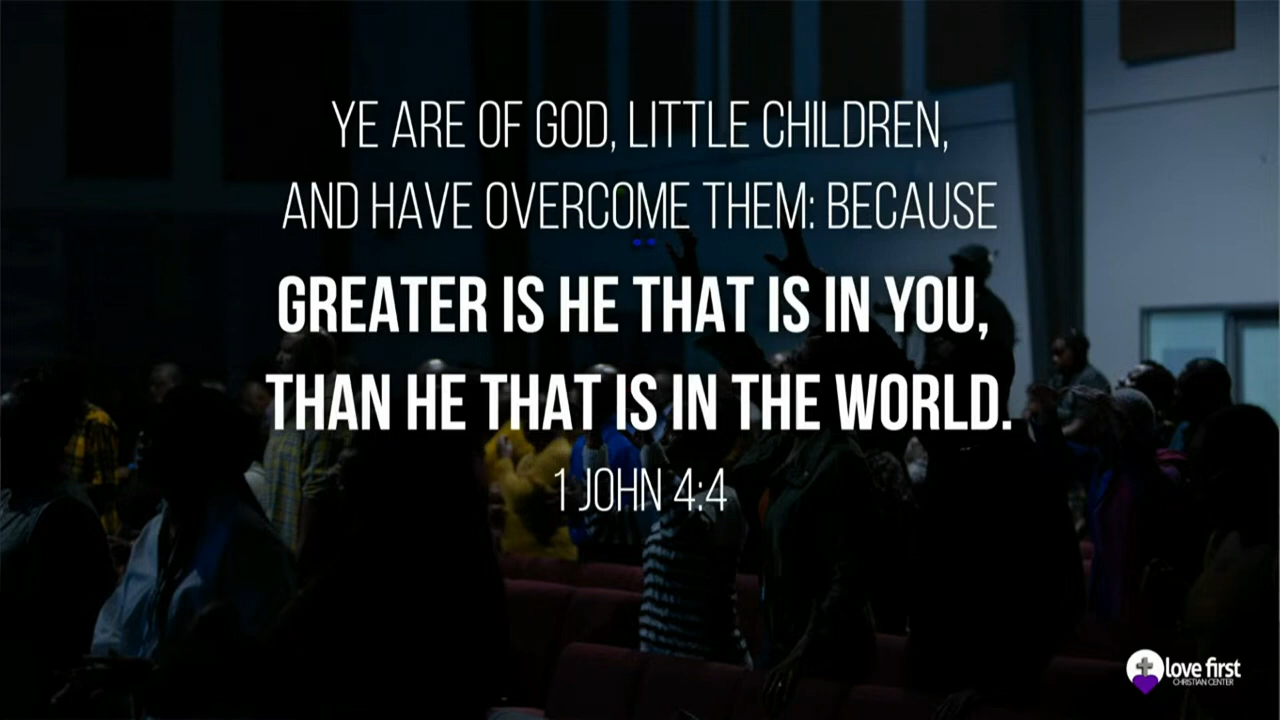 YE ARE OF GOD, LITTLE CHILDREN,
AND HAVE OVERCOME THEM: BECAUSE
GREATER IS HE THAT IS IN YOU,
THAN HE THAT IS IN THE WORLD.
1 JOHN 4:4
love first
CHRISTIAN CENTER